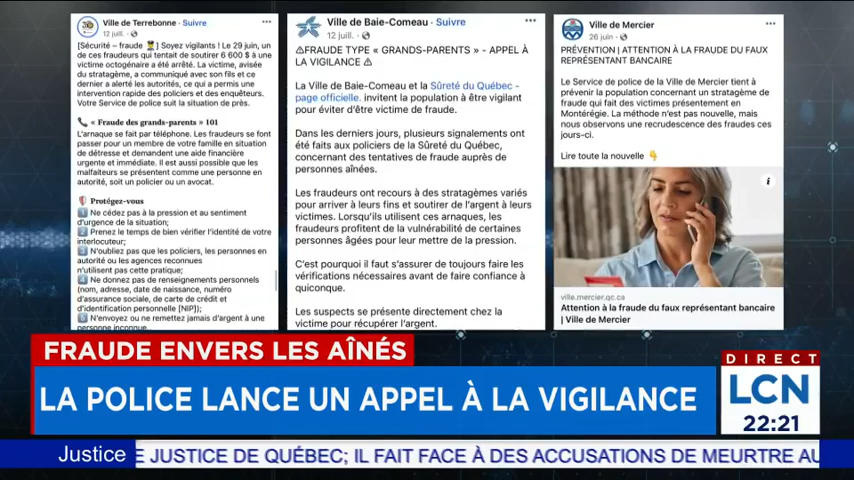 Ville de Terrebonne · Suivre
12 juill. ·
[Sécurité – fraude 👮] Soyez vigilants ! Le 29 juin, un
de ces fraudeurs qui tentait de soutirer 6 600 $ à une
victime octogénaire a été arrêté. La victime, avisée
du stratagème, a communiqué avec son fils et ce
dernier a alerté les autorités, ce qui a permis une
intervention rapide des policiers et des enquêteurs.
Votre Service de police suit la situation de près.
📞 « Fraude des grands-parents » 101
L'arnaque se fait par téléphone. Les fraudeurs se font
passer pour un membre de votre famille en situation
de détresse et demandent une aide financière
urgente et immédiate. Il est aussi possible que les
malfaiteurs se présentent comme une personne en
autorité, soit un policier ou un avocat.
Protégez-vous
1 Ne cédez pas à la pression et au sentiment
d'urgence de la situation;
2 Prenez le temps de bien vérifier l'identité de votre
interlocuteur;
3 N'oubliez pas que les policiers, les personnes en
autorité ou les agences reconnues
n'utilisent pas cette pratique;
4 Ne donnez pas de renseignements personnels
(nom, adresse, date de naissance, numéro
d'assurance sociale, de carte de crédit et
d'identification personnelle [NIP]);
5 N'envoyez ou ne remettez jamais d'argent à une
personne inconnue.
Ville de Baie-Comeau · Suivre
12 juill. ·
⚠FRAUDE TYPE « GRANDS-PARENTS » - APPEL À
LA VIGILANCE ⚠
La Ville de Baie-Comeau et la Sûreté du Québec -
page officielle. invitent la population à être vigilant
pour éviter d'être victime de fraude.
Dans les derniers jours, plusieurs signalements ont
été faits aux policiers de la Sûreté du Québec,
concernant des tentatives de fraude auprès de
personnes aînées.
Les fraudeurs ont recours à des stratagèmes variés
pour arriver à leurs fins et soutirer de l'argent à leurs
victimes. Lorsqu'ils utilisent ces arnaques, les
fraudeurs profitent de la vulnérabilité de certaines
personnes âgées pour leur mettre de la pression.
C'est pourquoi il faut s'assurer de toujours faire les
vérifications nécessaires avant de faire confiance à
quiconque.
Les suspects se présente directement chez la
victime pour récupérer l'argent.
Ville de Mercier
26 juin ·
PRÉVENTION | ATTENTION À LA FRAUDE DU FAUX
REPRÉSENTANT BANCAIRE
Le Service de police de la Ville de Mercier tient à
prévenir la population concernant un stratagème de
fraude qui fait des victimes présentement en
Montérégie. La méthode n'est pas nouvelle, mais
nous observons une recrudescence des fraudes ces
jours-ci.
Lire toute la nouvelle 👇
ville.mercier.qc.ca
Attention à la fraude du faux représentant bancaire
| Ville de Mercier
FRAUDE ENVERS LES AÎNÉS
LA POLICE LANCE UN APPEL À LA VIGILANCE
DIRECT
LCN
22:21
Justice
E JUSTICE DE QUÉBEC; IL FAIT FACE À DES ACCUSATIONS DE MEURTRE AU